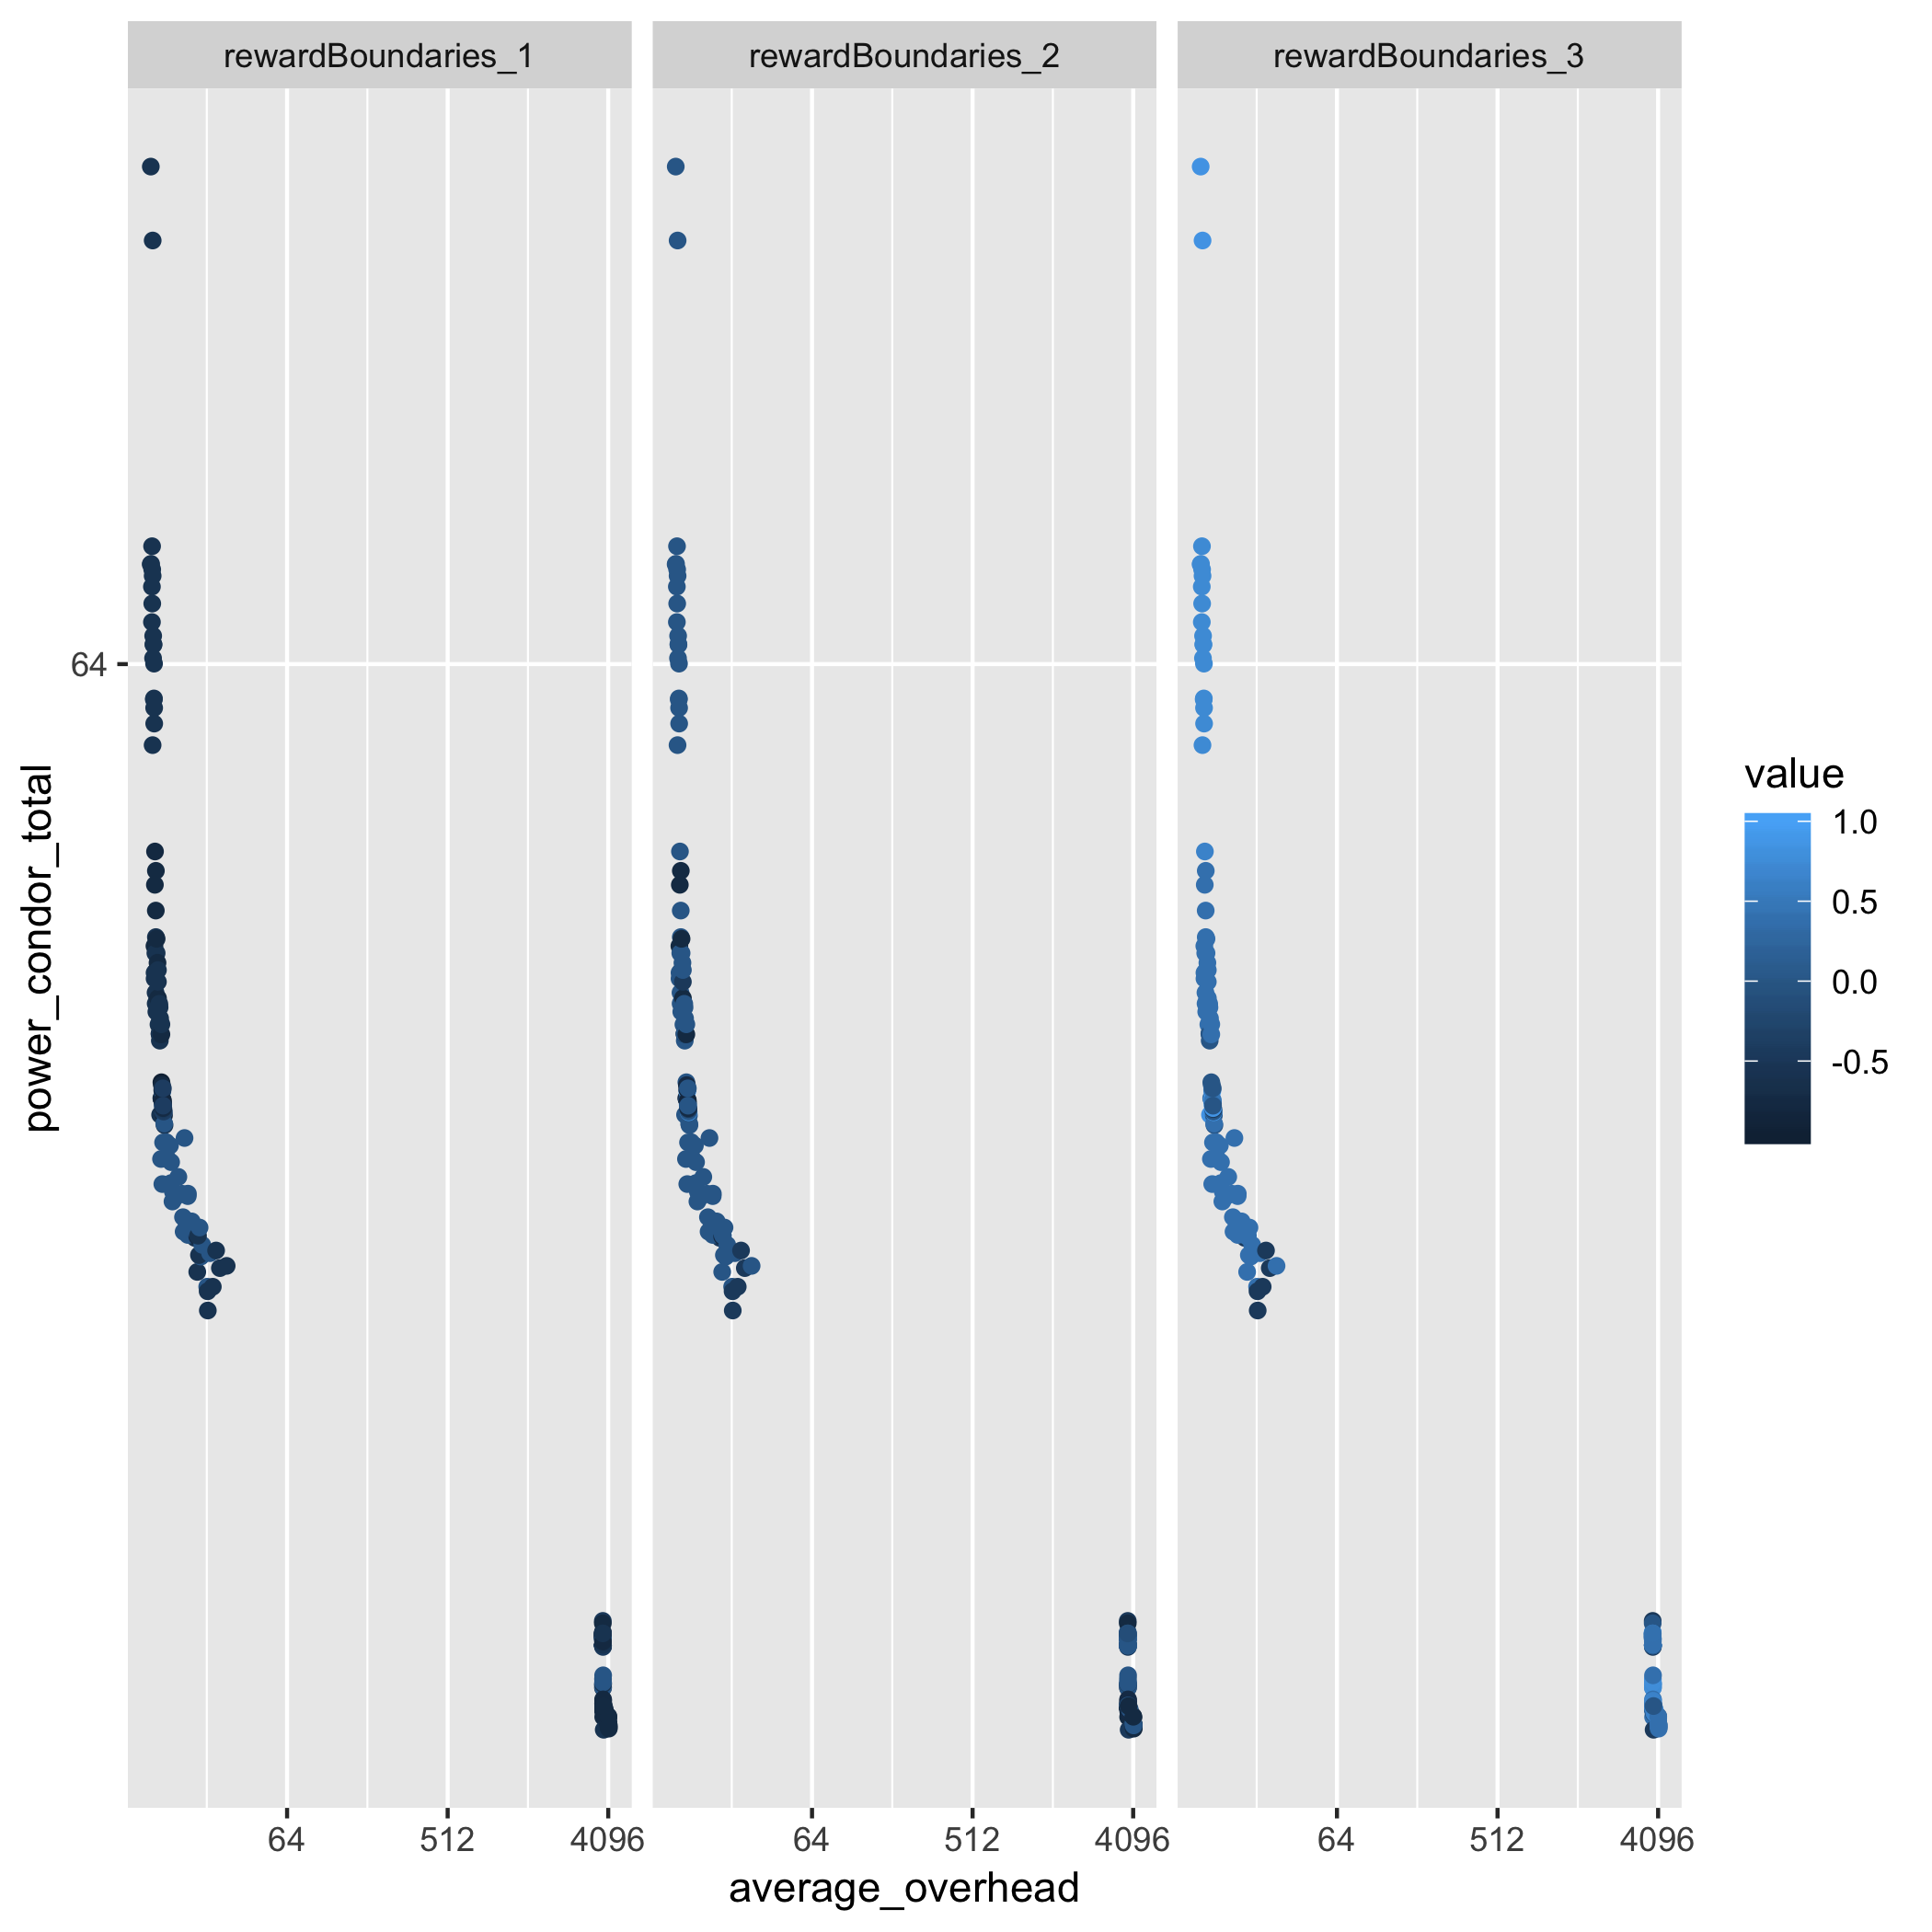 rewardBoundaries_1
rewardBoundaries_2
rewardBoundaries_3
64
power_condor_total
value
1.0
0.5
0.0
-0.5
64
512
4096
64
512
4096
64
512
4096
average_overhead